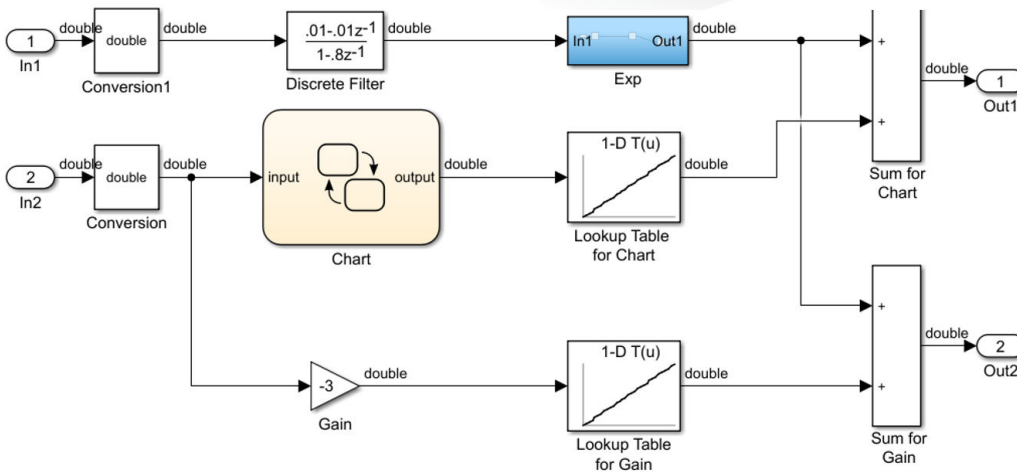 double
double
.01-.01z-1
1-.8z-1
double
In1
Out1
double
+
+
double
1
Out1
1
In1
double
Conversion1
Discrete Filter
Exp
Sum for
Chart
double
double
2
In2
double
Conversion
input
output
Chart
double
1-D T(u)
Lookup Table
for Chart
double
-3
Gain
double
1-D T(u)
Lookup Table
for Gain
double
+
+
Sum for
Gain
double
2
Out2